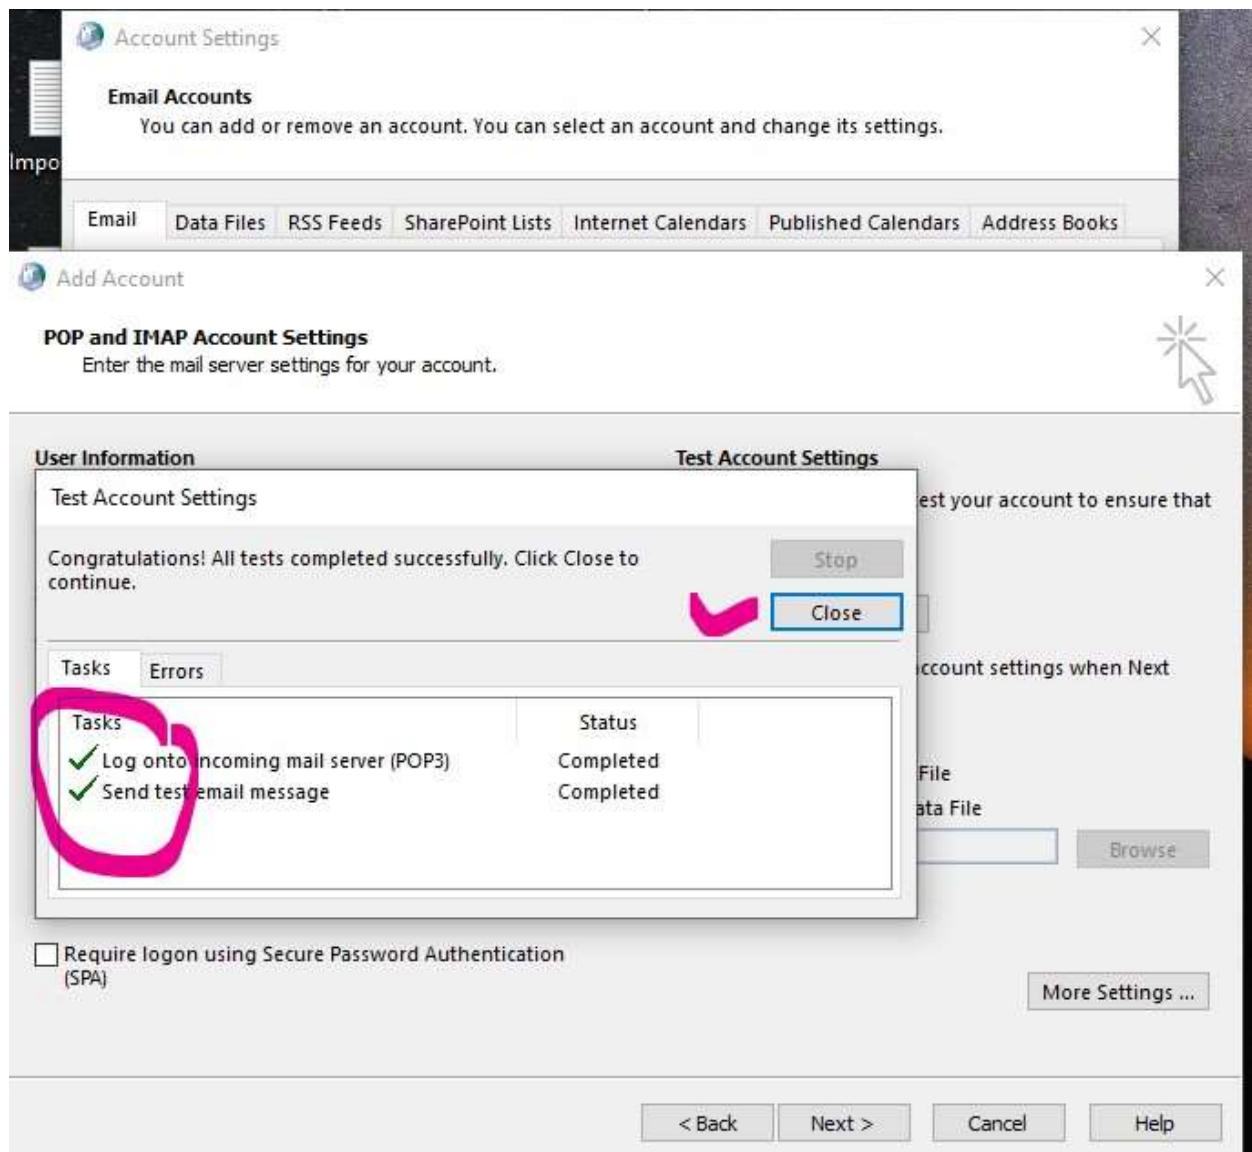 Account Settings
Email Accounts
You can add or remove an account. You can select an account and change its settings.
Impo
Email Data Files RSS Feeds SharePoint Lists Internet Calendars Published Calendars Address Books
Add Account
POP and IMAP Account Settings
Enter the mail server settings for your account.
User Information Test Account Settings
Test Account Settings
est your account to ensure that
Congratulations! All tests completed successfully. Click Close to
continue.
Stop
Close
Tasks Errors
ccount settings when Next
Tasks Status
Log onto incoming mail server (POP3) Completed
Send test email message Completed
File
ata File
Browse
Require logon using Secure Password Authentication
(SPA)
More Settings ...
< Back Next > Cancel Help